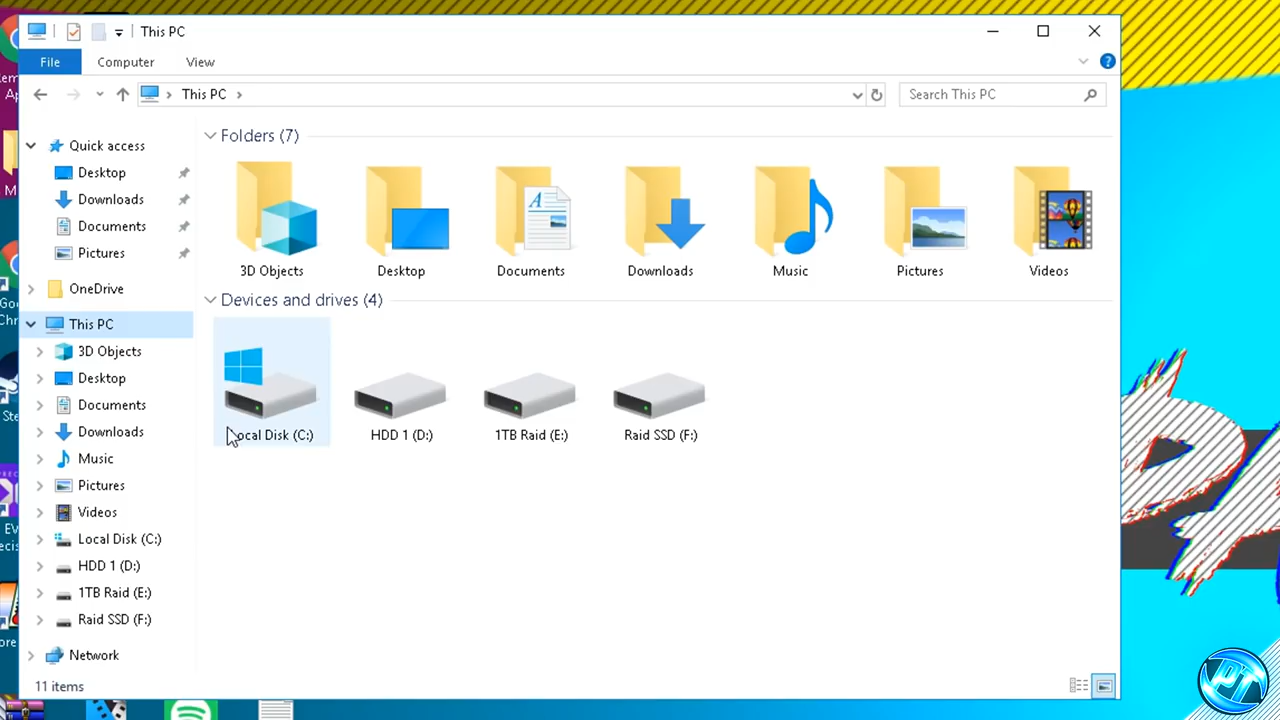 This PC
File Computer View
This PC
Search This PC
Quick access
Desktop
Downloads
Documents
Pictures
OneDrive
This PC
3D Objects
Desktop
Documents
Downloads
Music
Pictures
Videos
Local Disk (C:)
HDD 1 (D:)
1TB Raid (E:)
Raid SSD (F:)
Network
Folders (7)
3D Objects Desktop Documents Downloads Music Pictures Videos
Devices and drives (4)
Local Disk (C:) HDD 1 (D:) 1TB Raid (E:) Raid SSD (F:)
11 items
PT